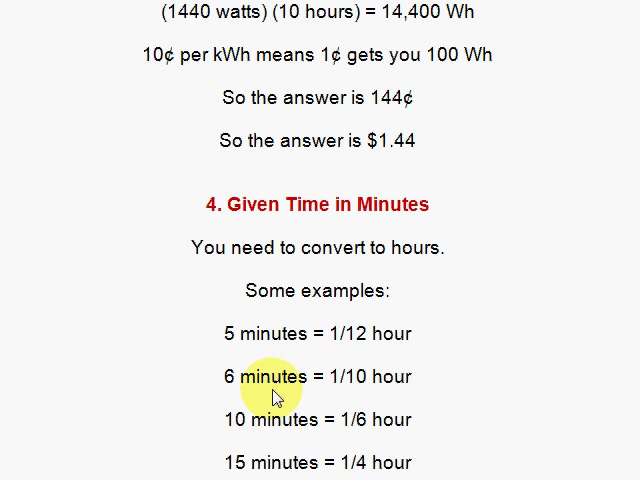 (1440 watts) (10 hours) = 14,400 Wh
10¢ per kWh means 1¢ gets you 100 Wh
So the answer is 144¢
So the answer is $1.44
4. Given Time in Minutes
You need to convert to hours.
Some examples:
5 minutes = 1/12 hour
6 minutes = 1/10 hour
10 minutes = 1/6 hour
15 minutes = 1/4 hour